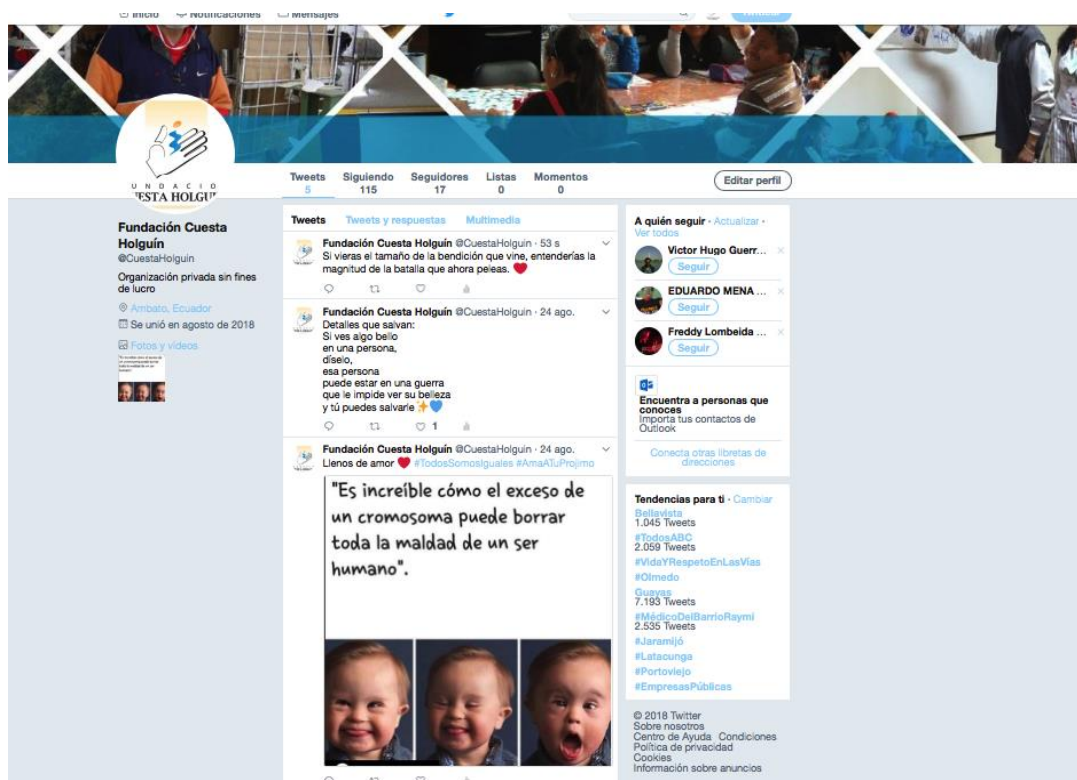 Inicio Notificaciones Mensajes
UNDACIO
ESTA HOLGU
Tweets Siguiendo Seguidores Listas Momentos
5 115 17 0 0
Editar perfil
Fundación Cuesta
Holguín
@CuestaHolguin
Organización privada sin fines
de lucro
Ambato, Ecuador
Se unió en agosto de 2018
Fotos y videos
Tweets Tweets y respuestas Multimedia
Fundación Cuesta Holguín @CuestaHolguin · 53 s
Si vieras el tamaño de la bendición que vine, entenderías la
magnitud de la batalla que ahora peleas. ❤️
Fundación Cuesta Holguín @CuestaHolguin · 24 ago.
Detalles que salvan:
Si ves algo bello
en una persona,
díselo,
esa persona
puede estar en una guerra
que le impide ver su belleza
y tú puedes salvarle ✨💙
1
Fundación Cuesta Holguín @CuestaHolguin · 24 ago.
Llenos de amor ❤️ #TodosSomosIguales #AmaATuProjimo
"Es increíble cómo el exceso de
un cromosoma puede borrar
toda la maldad de un ser
humano".
A quién seguir · Actualizar ·
Ver todos
Victor Hugo Guerr...
Seguir
EDUARDO MENA ...
Seguir
Freddy Lombeida ...
Seguir
Encuentra a personas que
conoces
Importa tus contactos de
Outlook
Conecta otras libretas de
direcciones
Tendencias para ti · Cambiar
Bellavista
1.045 Tweets
#TodosABC
2.059 Tweets
#VidaYRespetoEnLasVías
#Olmedo
Guayas
7.193 Tweets
#MédicoDelBarrioRaymi
2.535 Tweets
#Jaramijó
#Latacunga
#Portoviejo
#EmpresasPúblicas
© 2018 Twitter
Sobre nosotros
Centro de Ayuda Condiciones
Política de privacidad
Cookies
Información sobre anuncios